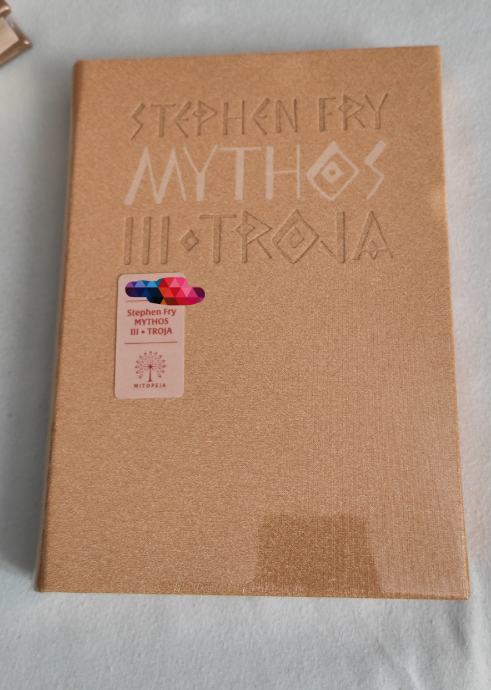 STEPHEN FRY
MYTHOS
III • TROJA
Stephen Fry
MYTHOS
III • TROJA
MITOPEJA